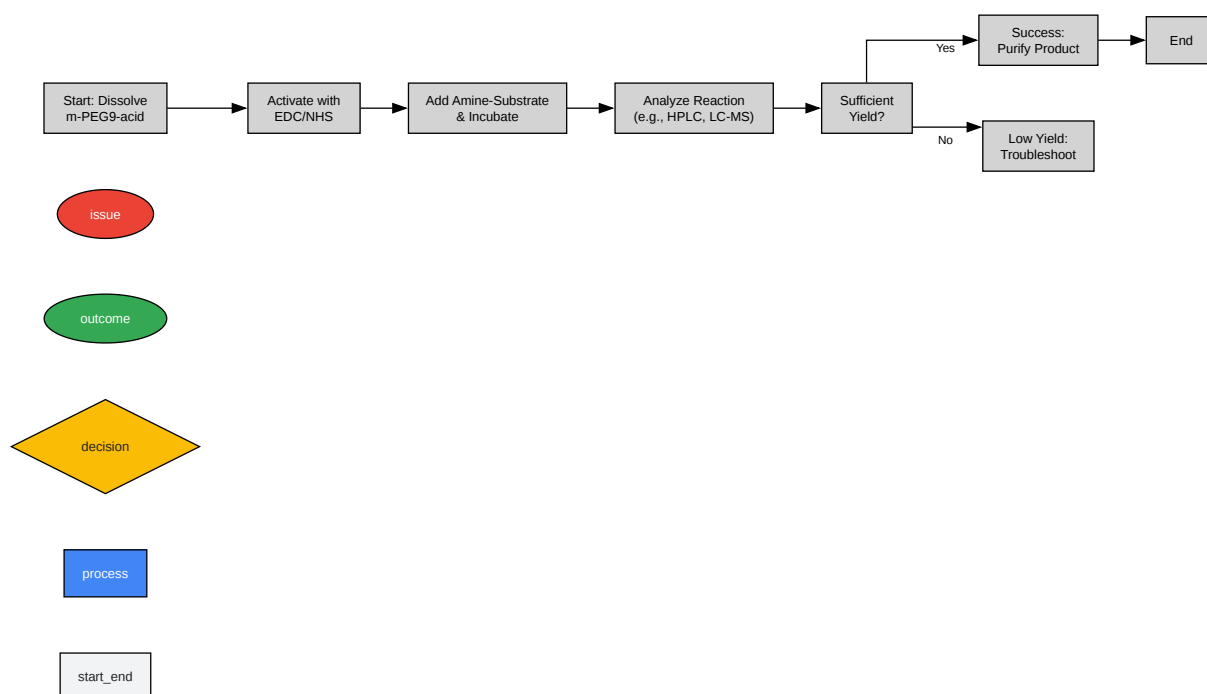 Start: Dissolve
m-PEG9-acid
Activate with
EDC/NHS
Add Amine-Substrate
& Incubate
Analyze Reaction
(e.g., HPLC, LC-MS)
Sufficient
Yield?
Yes
Success:
Purify Product
End
No
Low Yield:
Troubleshoot
issue
outcome
decision
process
start_end